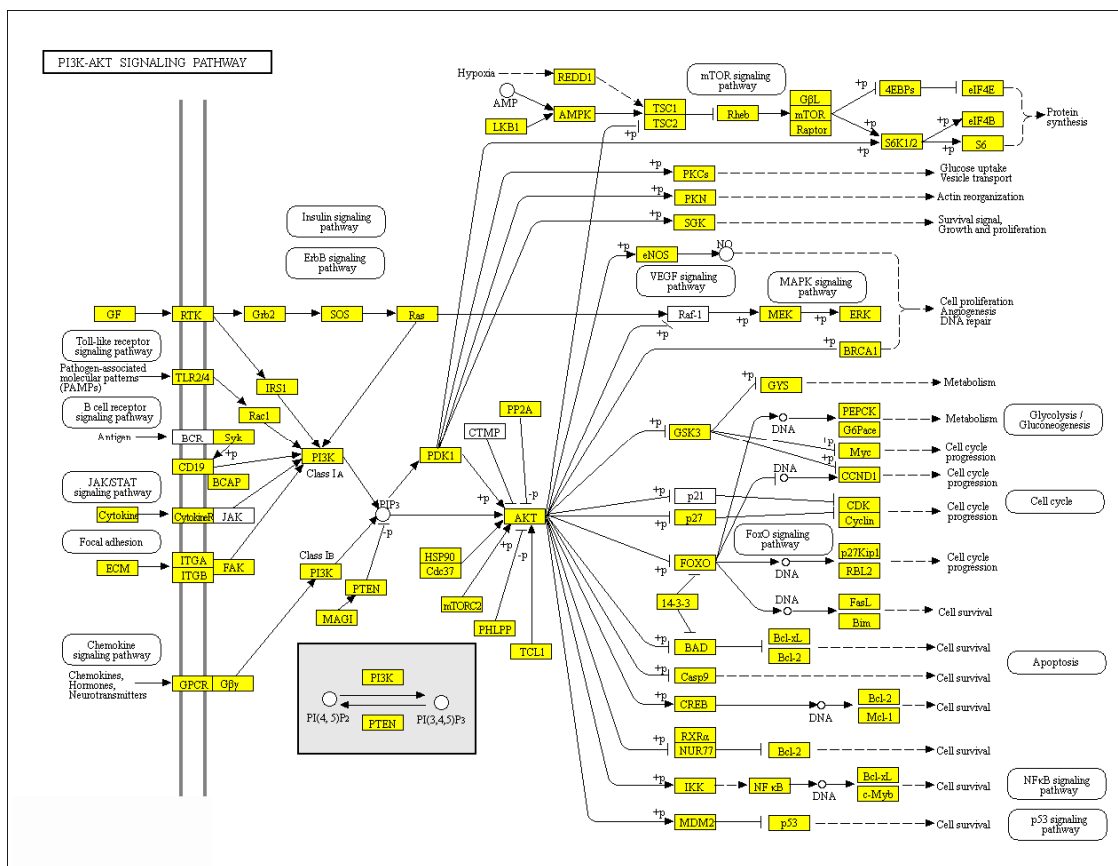 PI3K-AKT SIGNALING PATHWAY
Hypoxia
REDD1
mTOR signaling
pathway
AMP
LKB1
AMPK
TSC1
TSC2
+p
Rheb
GβL
mTOR
Raptor
+p
4EBPs
eIF4E
+p
+p
S6K1/2
+p
+p
eIF4B
S6
Protein
synthesis
+p
PKCs
Glucose uptake
Vesicle transport
+p
PKN
Actin reorganization
+p
SGK
Survival signal,
Growth and proliferation
Insulin signaling
pathway
ErbB signaling
pathway
+p
eNOS
NO
VEGF signaling
pathway
MAPK signaling
pathway
Cell proliferation
Angiogenesis
DNA repair
GF
RTK
Grb2
SOS
Ras
Raf-1
+p
+p
MEK
+p
ERK
+p
BRCA1
Toll-like receptor
signaling pathway
Pathogen-associated
molecular patterns
(PAMPs)
TLR2/4
IRS1
Rac1
B cell receptor
signaling pathway
Antigen
BCR
Syk
+p
CD19
BCAP
PI3K
Class IA
PP2A
CTMP
PDK1
+p
GYS
Metabolism
+p
GSK3
DNA
PEPCK
G6Pace
Metabolism
Glycolysis /
Gluconeogenesis
+p
Myc
Cell cycle
progression
DNA
+p
CCND1
Cell cycle
progression
JAK/STAT
signaling pathway
Cytokine
CytokineR
JAK
PIP3
-p
+p
-p
AKT
+p
-p
+p
p21
+p
p27
CDK
Cyclin
Cell cycle
progression
Cell cycle
Focal adhesion
ECM
ITGA
ITGB
FAK
Class IB
PI3K
PTEN
MAGI
HSP90
Cdc37
mTORC2
PHLPP
TCL1
FoxO signaling
pathway
+p
FOXO
DNA
p27Kip1
RBL2
Cell cycle
progression
14-3-3
DNA
FasL
Bim
Cell survival
+p
BAD
Bcl-xL
Bcl-2
Cell survival
Apoptosis
Chemokine
signaling pathway
Chemokines,
Hormones,
Neurotransmitters
GPCR
Gβγ
PI3K
PI(4, 5)P2
PTEN
PI(3,4,5)P3
+p
Casp9
Cell survival
+p
CREB
DNA
Bcl-2
Mcl-1
Cell survival
+p
RXRα
NUR77
Bcl-2
Cell survival
+p
IKK
NFκB
DNA
Bcl-xL
c-Myb
Cell survival
NFκB signaling
pathway
+p
MDM2
p53
Cell survival
p53 signaling
pathway